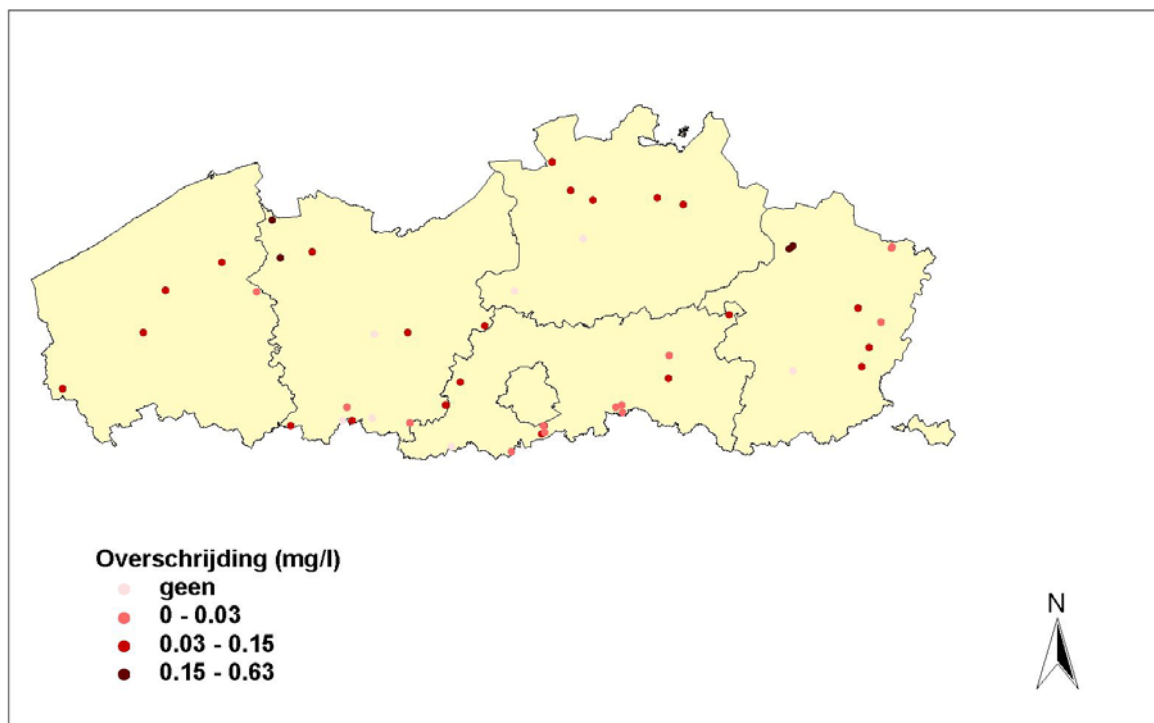 Overschrijding (mg/l)
geen
0 - 0.03
0.03 - 0.15
0.15 - 0.63
N